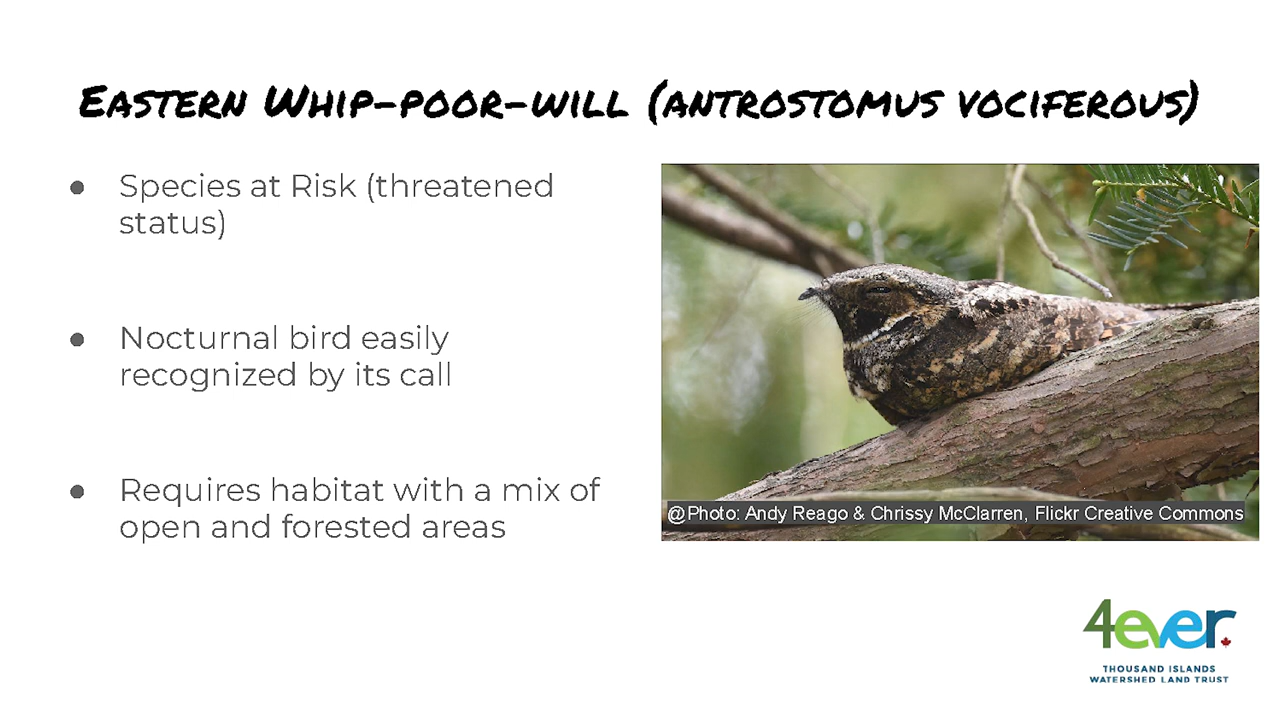 Eastern Whip-poor-will (antrostomus vociferous)
● Species at Risk (threatened
status)
● Nocturnal bird easily
recognized by its call
● Requires habitat with a mix of
open and forested areas
@Photo: Andy Reago & Chrissy McClarren, Flickr Creative Commons
4ever.
THOUSAND ISLANDS
WATERSHED LAND TRUST